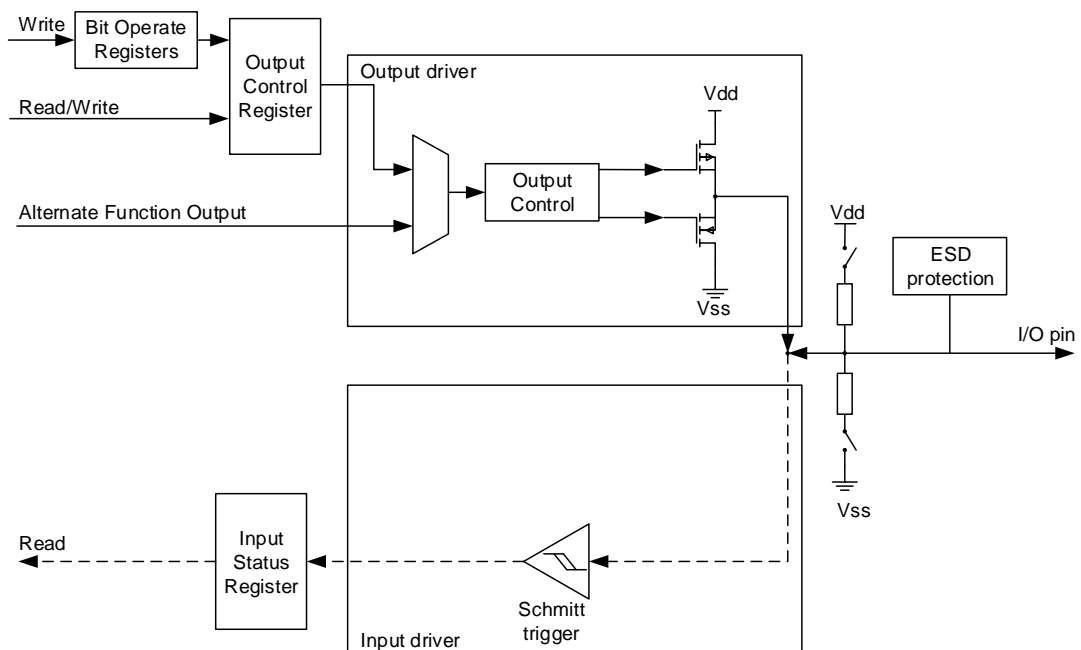 Write
Bit Operate
Registers
Output
Control
Register
Read/Write
Alternate Function Output
Output driver
Vdd
Output
Control
Vss
Vdd
ESD
protection
I/O pin
Vss
Read
Input
Status
Register
Schmitt
trigger
Input driver